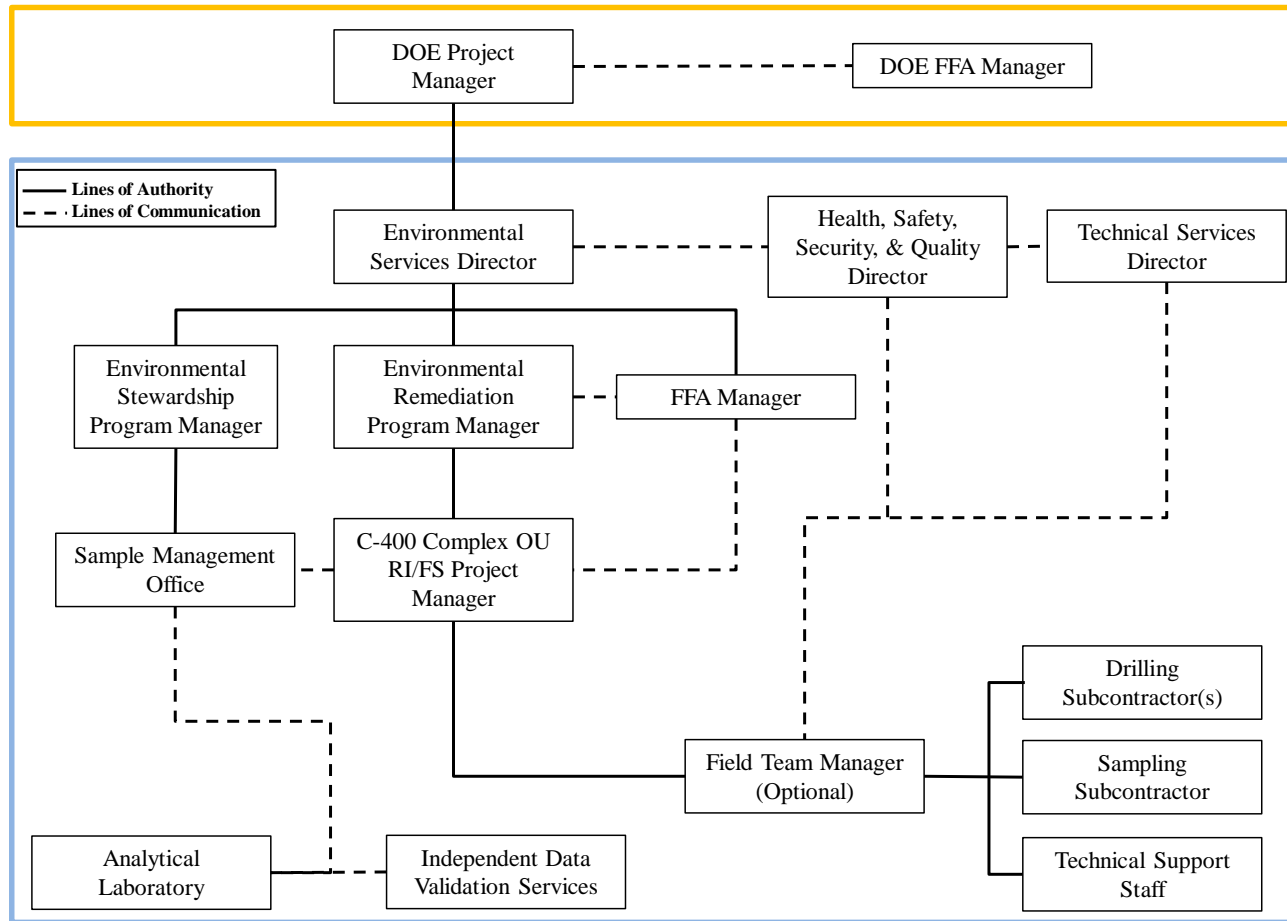 DOE Project
Manager
DOE FFA Manager
Lines of Authority
Lines of Communication
Environmental
Services Director
Health, Safety,
Security, & Quality
Director
Technical Services
Director
Environmental
Stewardship
Program Manager
Environmental
Remediation
Program Manager
FFA Manager
Sample Management
Office
C-400 Complex OU
RI/FS Project
Manager
Drilling
Subcontractor(s)
Field Team Manager
(Optional)
Sampling
Subcontractor
Analytical
Laboratory
Independent Data
Validation Services
Technical Support
Staff